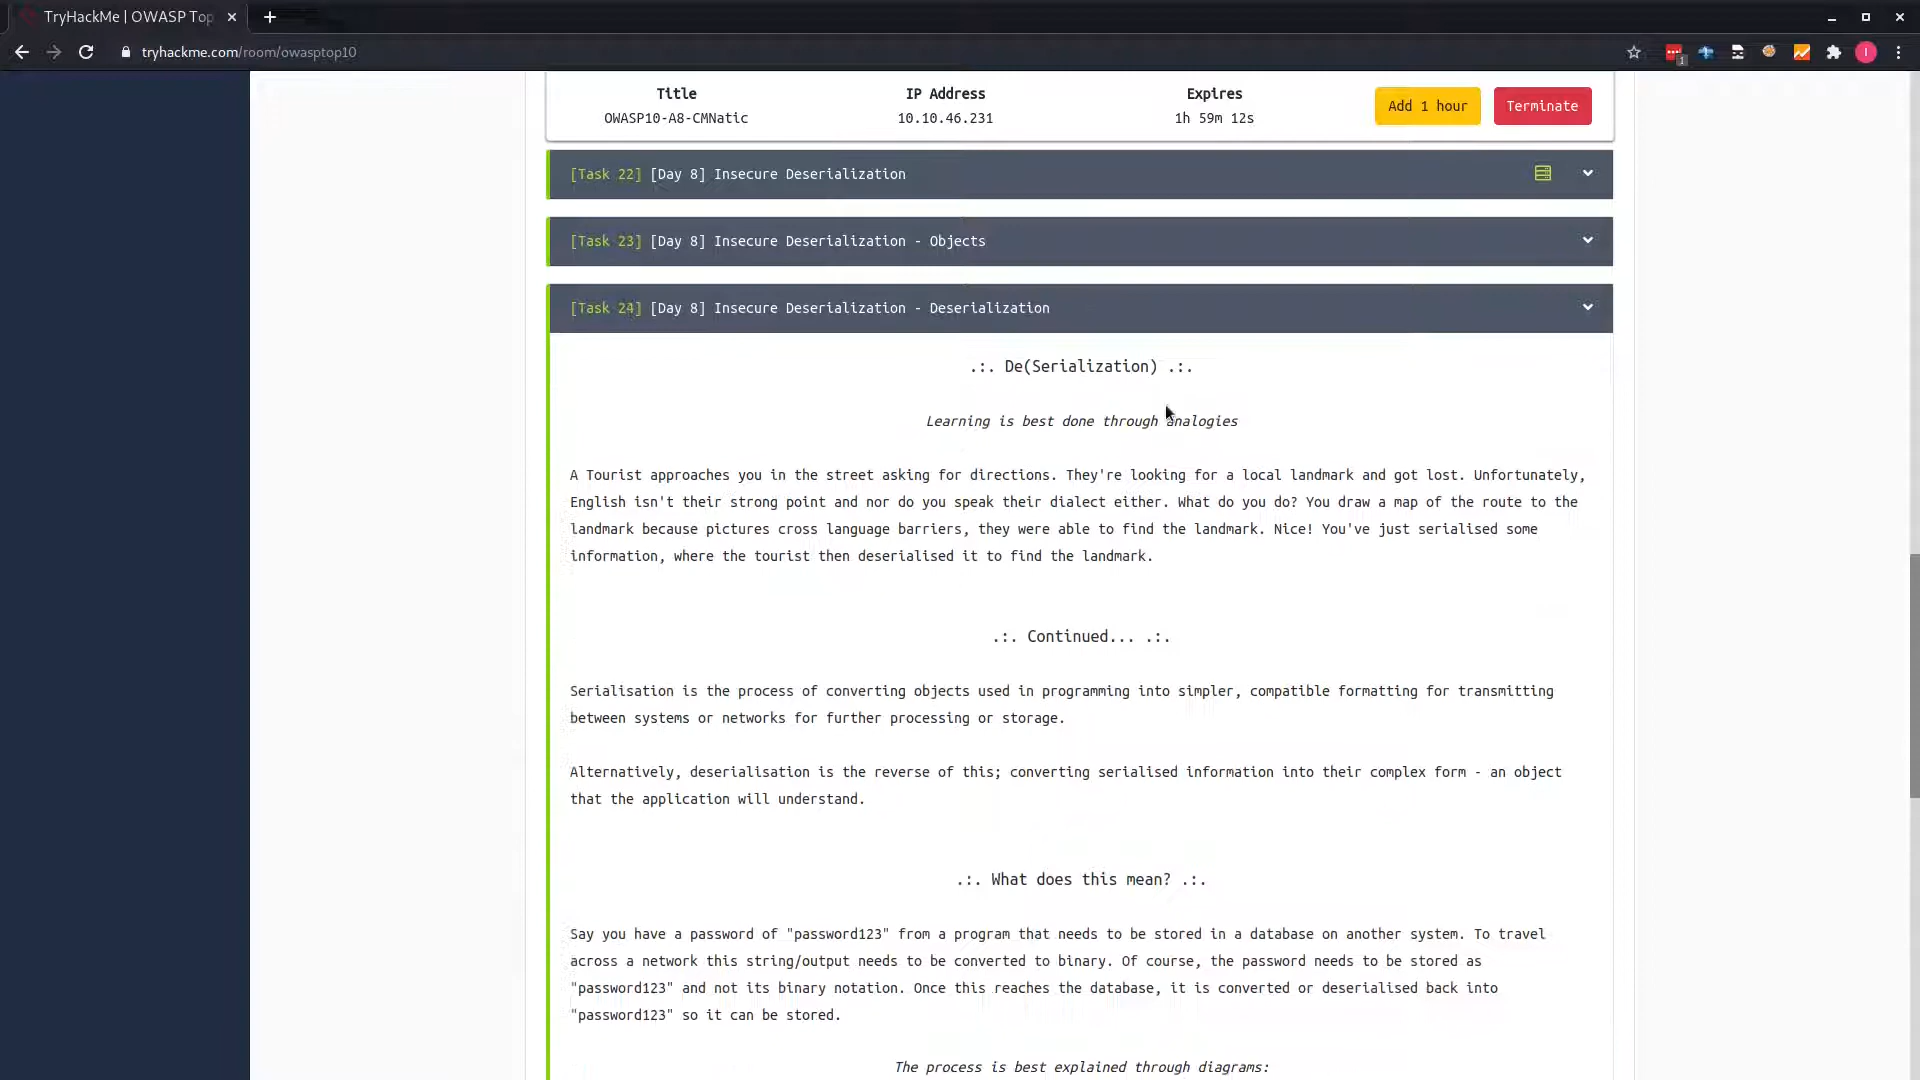 TryHackMe | OWASP Top
tryhackme.com/room/owasptop10
1
I
Title IP Address Expires
OWASP10-A8-CMNatic 10.10.46.231 1h 59m 12s
Add 1 hour Terminate
[Task 22] [Day 8] Insecure Deserialization
[Task 23] [Day 8] Insecure Deserialization - Objects
[Task 24] [Day 8] Insecure Deserialization - Deserialization
.:. De(Serialization) .:.
Learning is best done through analogies
A Tourist approaches you in the street asking for directions. They're looking for a local landmark and got lost. Unfortunately,
English isn't their strong point and nor do you speak their dialect either. What do you do? You draw a map of the route to the
landmark because pictures cross language barriers, they were able to find the landmark. Nice! You've just serialised some
information, where the tourist then deserialised it to find the landmark.
.:. Continued... .:.
Serialisation is the process of converting objects used in programming into simpler, compatible formatting for transmitting
between systems or networks for further processing or storage.
Alternatively, deserialisation is the reverse of this; converting serialised information into their complex form - an object
that the application will understand.
.:. What does this mean? .:.
Say you have a password of "password123" from a program that needs to be stored in a database on another system. To travel
across a network this string/output needs to be converted to binary. Of course, the password needs to be stored as
"password123" and not its binary notation. Once this reaches the database, it is converted or deserialised back into
"password123" so it can be stored.
The process is best explained through diagrams: